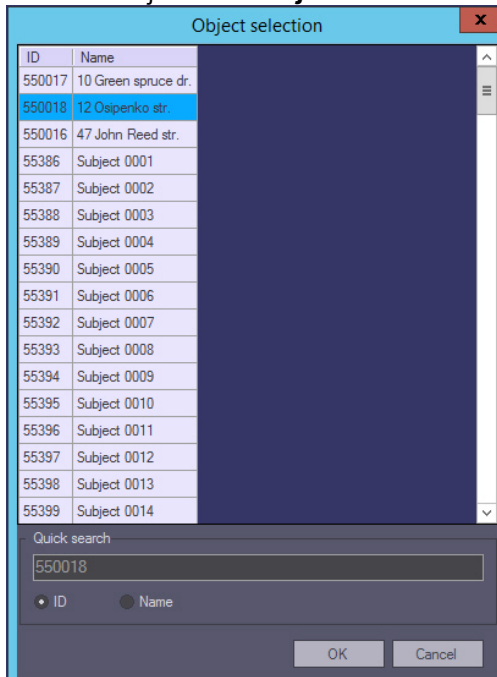 Object selection
x
ID Name
550017 10 Green spruce dr.
550018 12 Osipenko str.
550016 47 John Reed str.
55386 Subject 0001
55387 Subject 0002
55388 Subject 0003
55389 Subject 0004
55390 Subject 0005
55391 Subject 0006
55392 Subject 0007
55393 Subject 0008
55394 Subject 0009
55395 Subject 0010
55396 Subject 0011
55397 Subject 0012
55398 Subject 0013
55399 Subject 0014
Quick search
550018
ID Name
OK Cancel